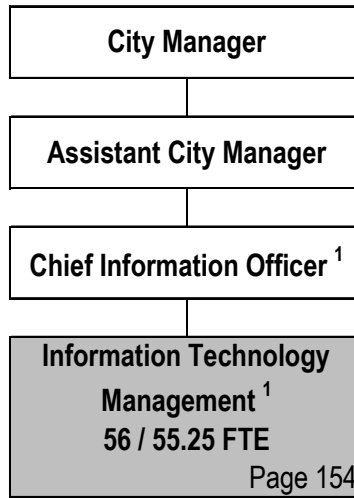 City Manager
Assistant City Manager
Chief Information Officer ¹
Information Technology
Management ¹
56 / 55.25 FTE
Page 154